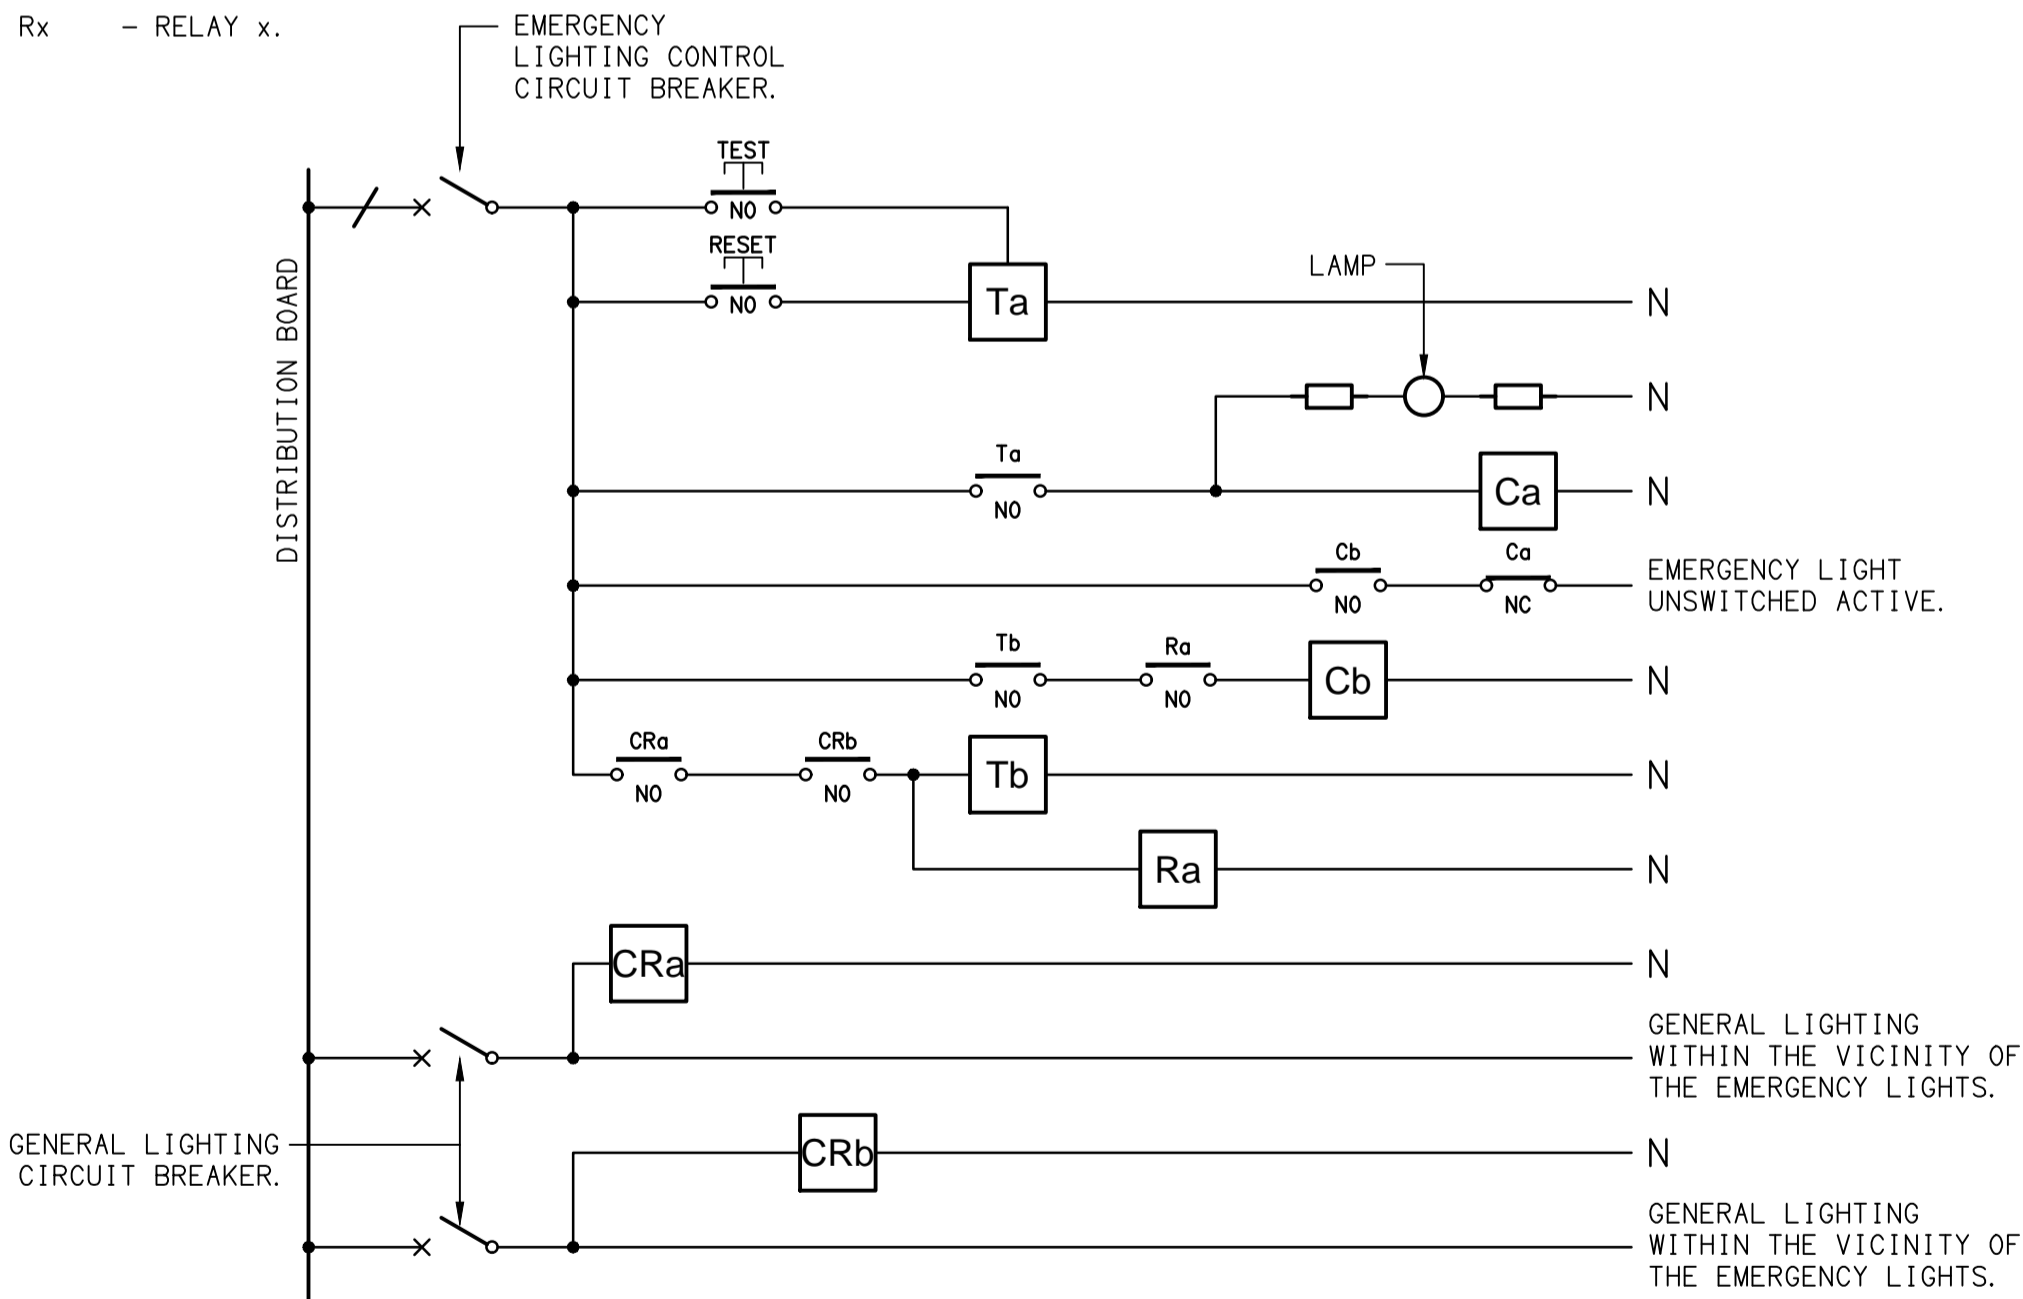 Rx - RELAY x.
EMERGENCY
LIGHTING CONTROL
CIRCUIT BREAKER.
TEST
NO
RESET
NO
Ta
N
LAMP
N
DISTRIBUTION BOARD
Ta
NO
Ca
N
Cb
NO
Ca
NC
EMERGENCY LIGHT
UNSWITCHED ACTIVE.
Tb
NO
Ra
NO
Cb
N
CRa
NO
CRb
NO
Tb
N
Ra
N
CRa
N
GENERAL LIGHTING
WITHIN THE VICINITY OF
THE EMERGENCY LIGHTS.
GENERAL LIGHTING
CIRCUIT BREAKER.
CRb
N
GENERAL LIGHTING
WITHIN THE VICINITY OF
THE EMERGENCY LIGHTS.